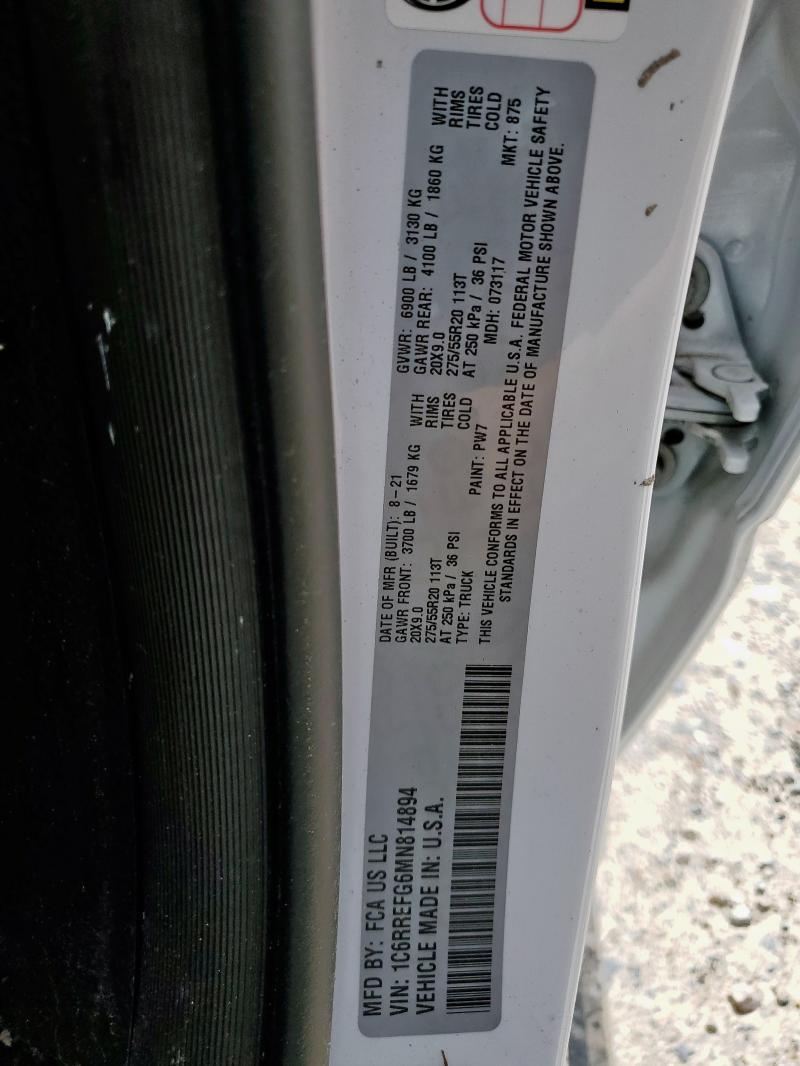 MFD BY: FCA US LLC
VIN: 1C6RREFG6MN814894
VEHICLE MADE IN: U.S.A.
DATE OF MFR (BUILT): 8-21 GVWR: 6900 LB / 3130 KG
GAWR FRONT: 3700 LB / 1679 KG WITH GAWR REAR: 4100 LB / 1860 KG WITH
20X9.0 RIMS 20X9.0 RIMS
275/55R20 113T TIRES 275/55R20 113T TIRES
AT 250 kPa / 36 PSI COLD AT 250 kPa / 36 PSI COLD
TYPE: TRUCK PAINT: PW7 MDH: 073117 MKT: 875
THIS VEHICLE CONFORMS TO ALL APPLICABLE U.S.A. FEDERAL MOTOR VEHICLE SAFETY
STANDARDS IN EFFECT ON THE DATE OF MANUFACTURE SHOWN ABOVE.